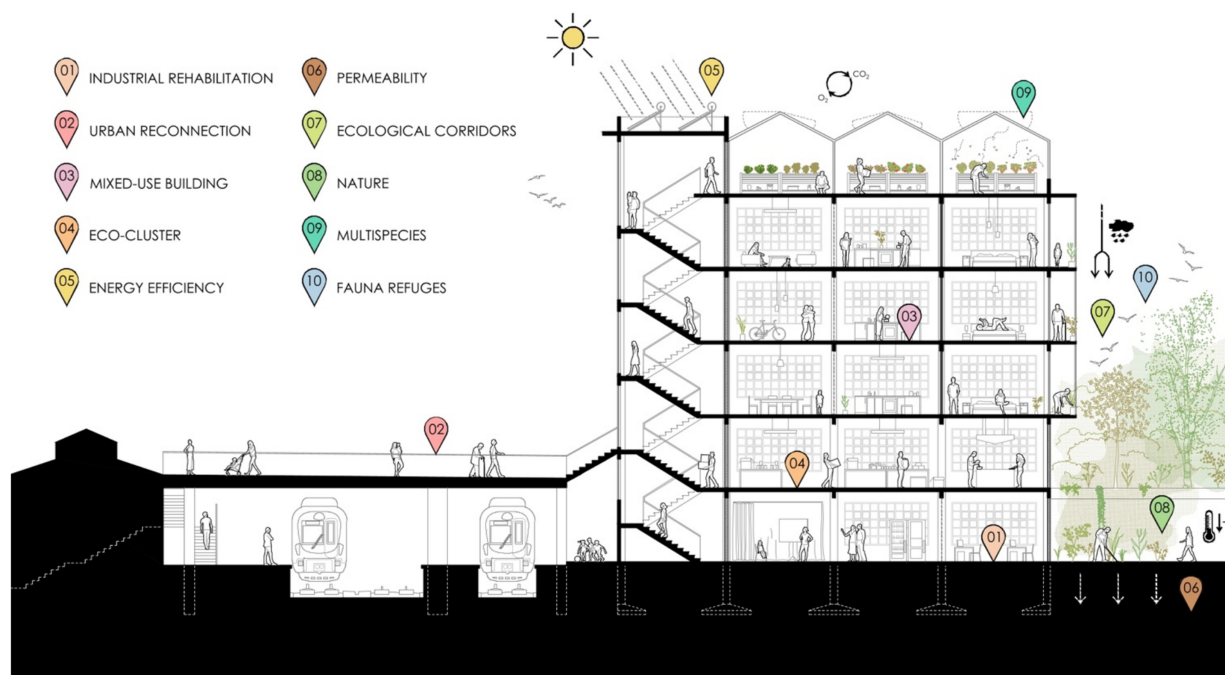 01 INDUSTRIAL REHABILITATION
02 URBAN RECONNECTION
03 MIXED-USE BUILDING
04 ECO-CLUSTER
05 ENERGY EFFICIENCY
06 PERMEABILITY
07 ECOLOGICAL CORRIDORS
08 NATURE
09 MULTISPECIES
10 FAUNA REFUGES
05
CO₂
O₂
09
10
07
03
02
04
08
01
06